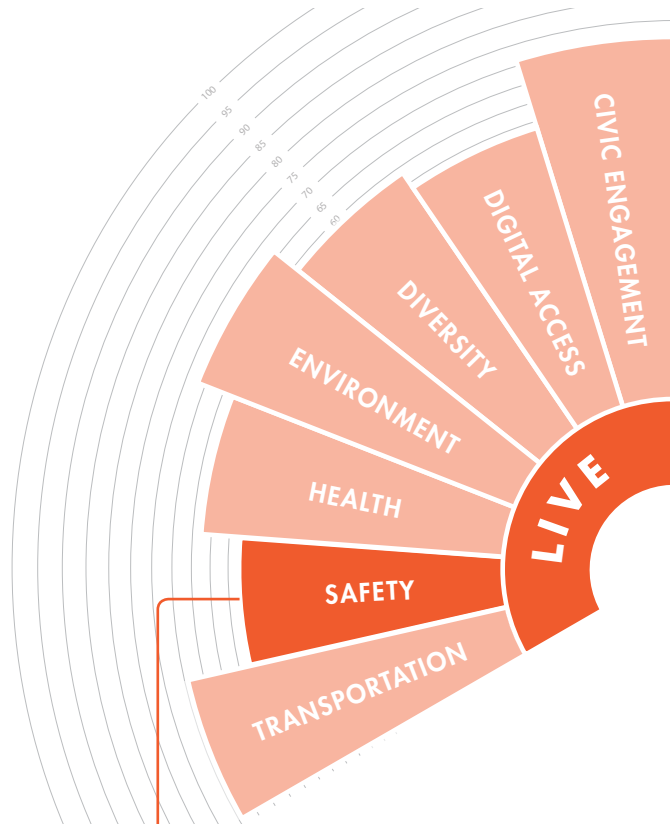 100
95
90
85
80
75
70
65
60
CIVIC ENGAGEMENT
DIGITAL ACCESS
DIVERSITY
ENVIRONMENT
HEALTH
SAFETY
TRANSPORTATION
LIVE